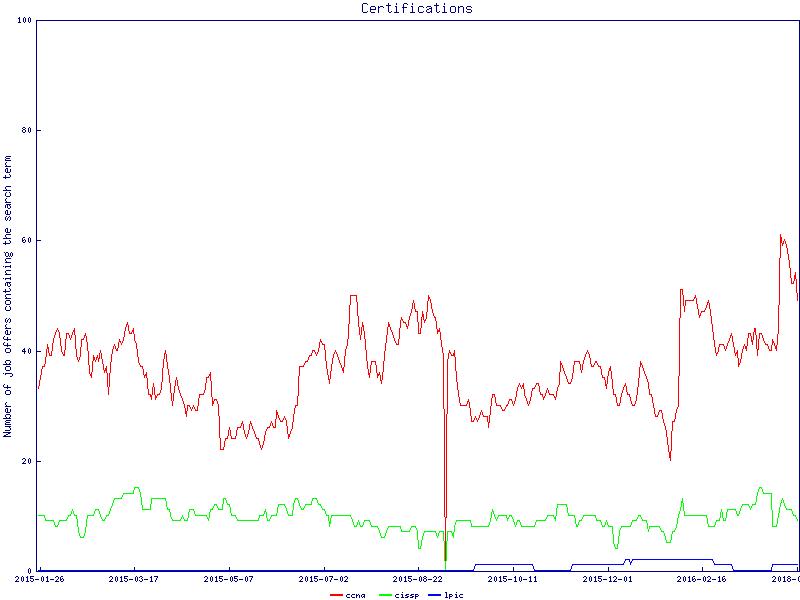 Certifications
Number of job offers containing the search term
100
80
60
40
20
0
2015-01-26 2015-03-17 2015-05-07 2015-07-02 2015-08-22 2015-10-11 2015-12-01 2016-02-16 2018-0
ccna cissp lpic